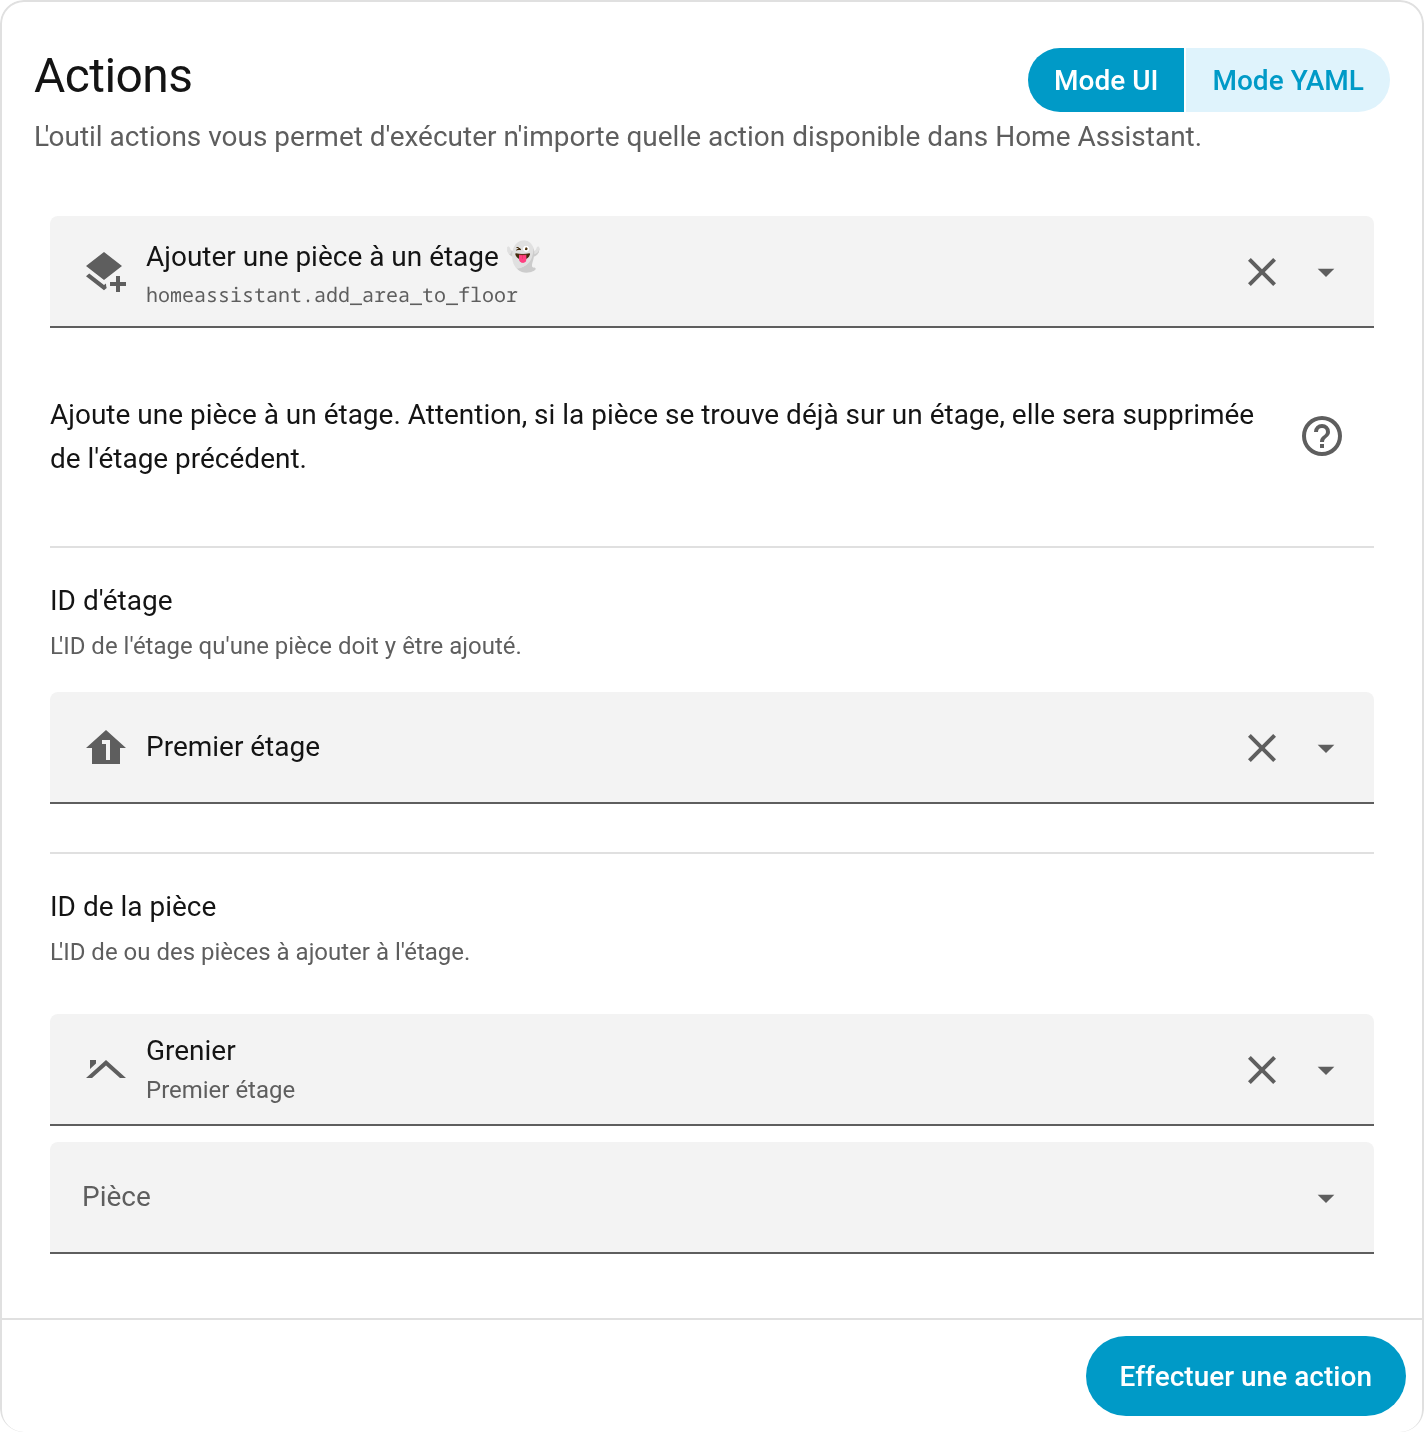 Actions
Mode UI
Mode YAML
L'outil actions vous permet d'exécuter n'importe quelle action disponible dans Home Assistant.
Ajouter une pièce à un étage 👻
homeassistant.add_area_to_floor
Ajoute une pièce à un étage. Attention, si la pièce se trouve déjà sur un étage, elle sera supprimée
de l'étage précédent.
ID d'étage
L'ID de l'étage qu'une pièce doit y être ajouté.
1
Premier étage
ID de la pièce
L'ID de ou des pièces à ajouter à l'étage.
Grenier
Premier étage
Pièce
Effectuer une action